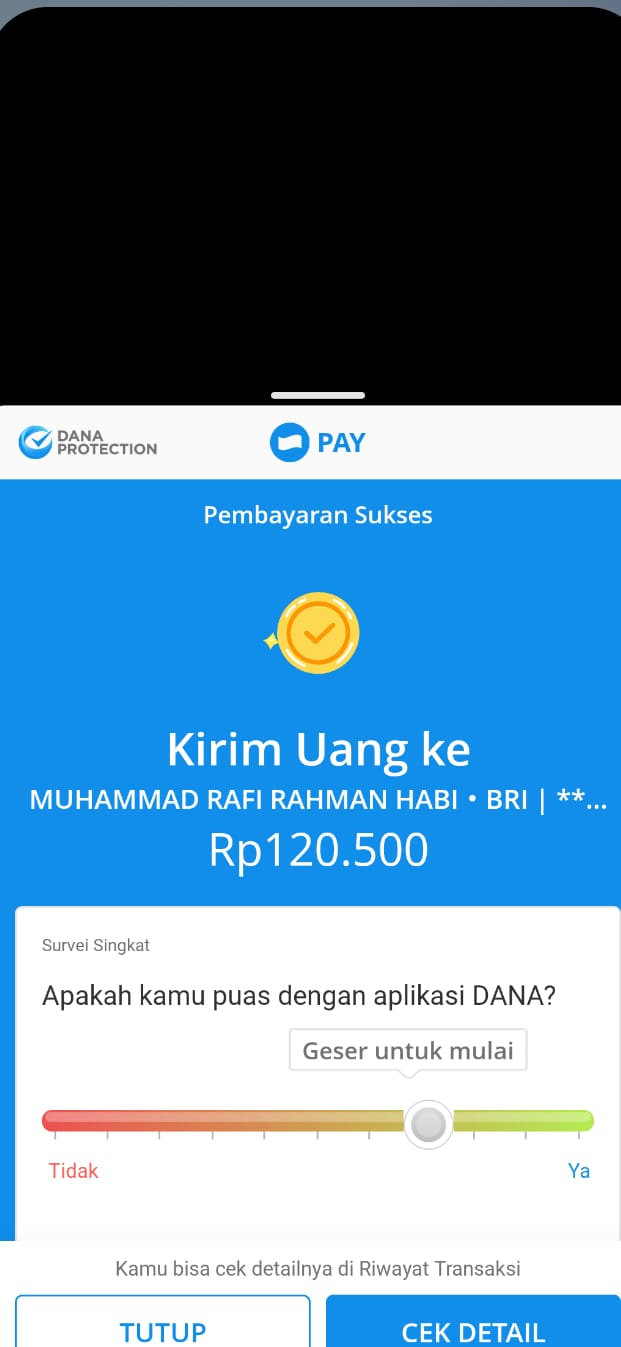 DANA
PROTECTION
PAY
Pembayaran Sukses
Kirim Uang ke
MUHAMMAD RAFI RAHMAN HABI • BRI | **...
Rp120.500
Survei Singkat
Apakah kamu puas dengan aplikasi DANA?
Geser untuk mulai
Tidak
Ya
Kamu bisa cek detailnya di Riwayat Transaksi
TUTUP
CEK DETAIL